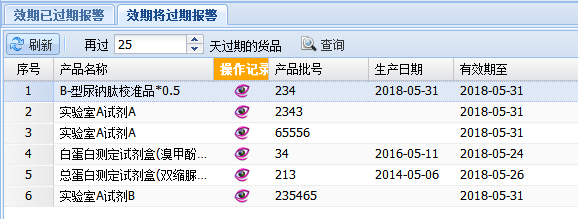 效期已过期报警 效期将过期报警
刷新 再过 25 天过期的货品 查询
序号 产品名称 操作记录 产品批号 生产日期 有效期至
1 B-型尿钠肽校准品*0.5 234 2018-05-31 2018-05-31
2 实验室A试剂A 2343 2018-05-31
3 实验室A试剂A 65556 2018-05-31
4 白蛋白测定试剂盒(溴甲酚... 34 2016-05-11 2018-05-24
5 总蛋白测定试剂盒(双缩脲... 213 2014-05-06 2018-05-26
6 实验室A试剂B 235465 2018-05-31